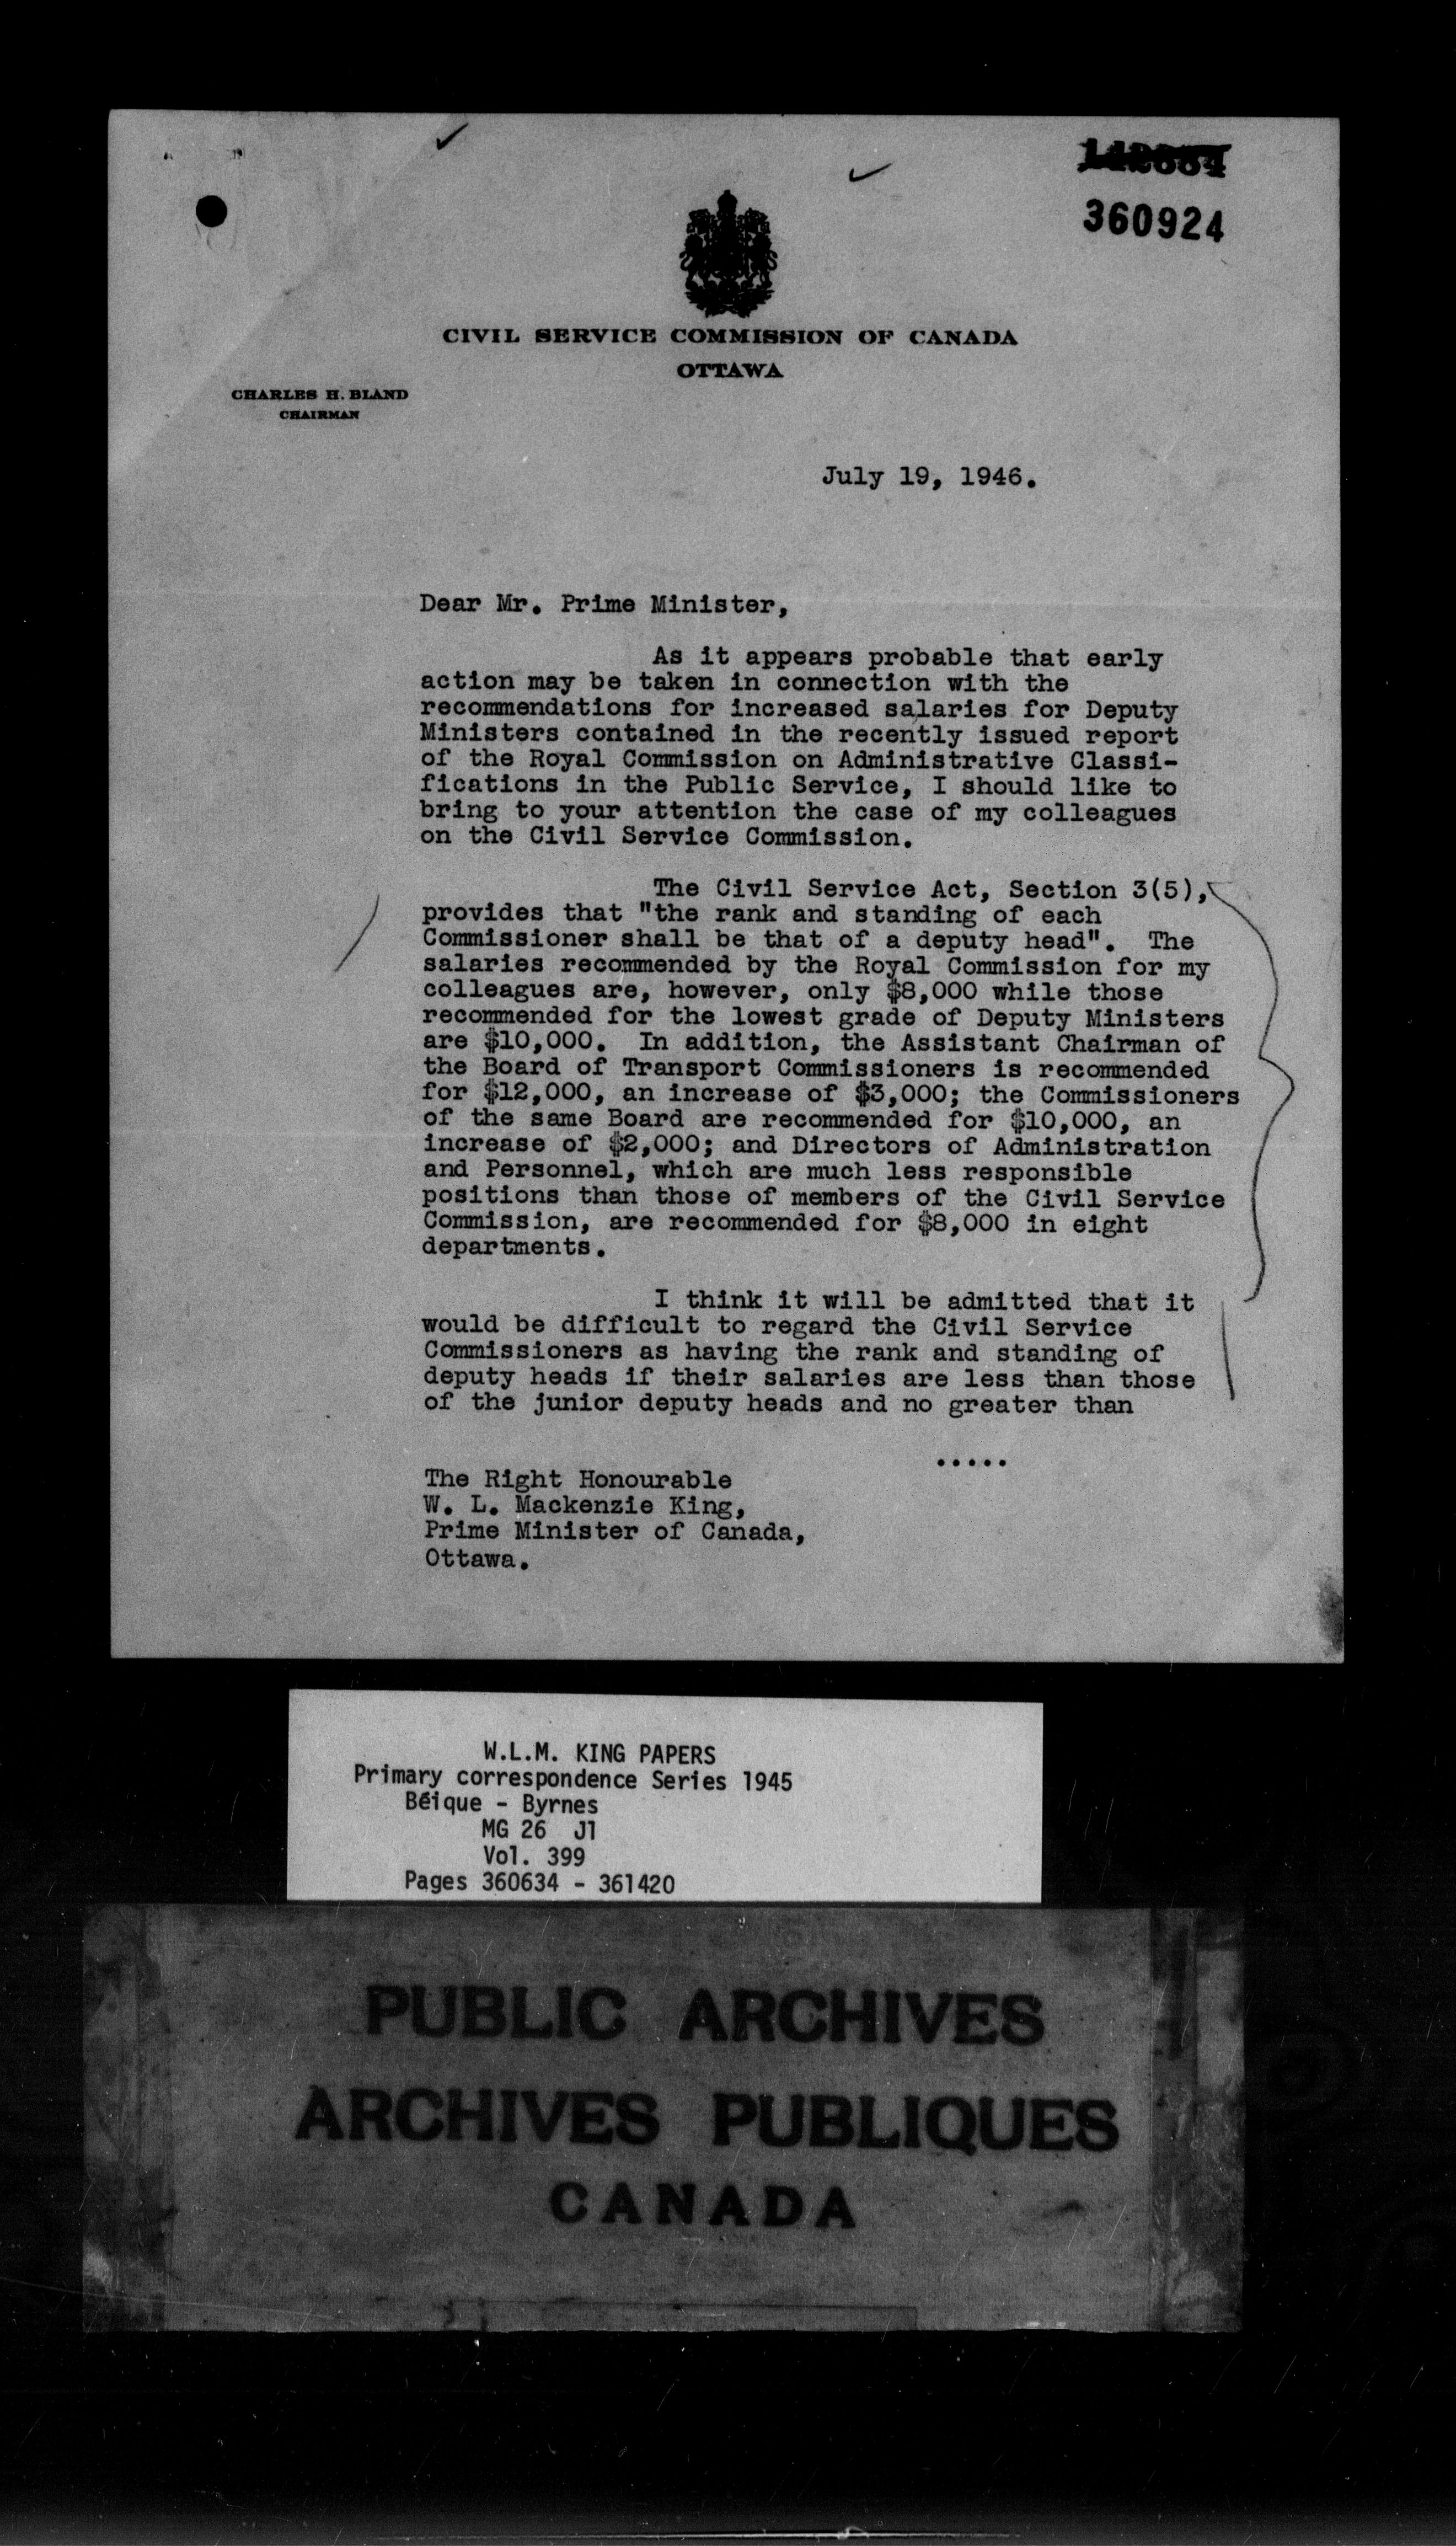 360924
CIVIL SERVICE COMMISSION OF CANADA
OTTAWA
CHARLES H. BLAND
CHAIRMAN
July 19, 1946.
Dear Mr. Prime Minister,
As it appears probable that early
action may be taken in connection with the
recommendations for increased salaries for Deputy
Ministers contained in the recently issued report
of the Royal Commission on Administrative Classi-
fications in the Public Service, I should like to
bring to your attention the case of my colleagues
on the Civil Service Commission.
The Civil Service Act, Section 3(5),
provides that "the rank and standing of each
Commissioner shall be that of a deputy head". The
salaries recommended by the Royal Commission for my
colleagues are, however, only $8,000 while those
recommended for the lowest grade of Deputy Ministers
are $10,000. In addition, the Assistant Chairman of
the Board of Transport Commissioners is recommended
for $12,000, an increase of $3,000; the Commissioners
of the same Board are recommended for $10,000, an
increase of $2,000; and Directors of Administration
and Personnel, which are much less responsible
positions than those of members of the Civil Service
Commission, are recommended for $8,000 in eight
departments.
I think it will be admitted that it
would be difficult to regard the Civil Service
Commissioners as having the rank and standing of
deputy heads if their salaries are less than those
of the junior deputy heads and no greater than
.....
The Right Honourable
W. L. Mackenzie King,
Prime Minister of Canada,
Ottawa.
W.L.M. KING PAPERS
Primary correspondence Series 1945
Béique - Byrnes
MG 26 J1
Vol. 399
Pages 360634 - 361420
PUBLIC ARCHIVES
ARCHIVES PUBLIQUES
CANADA